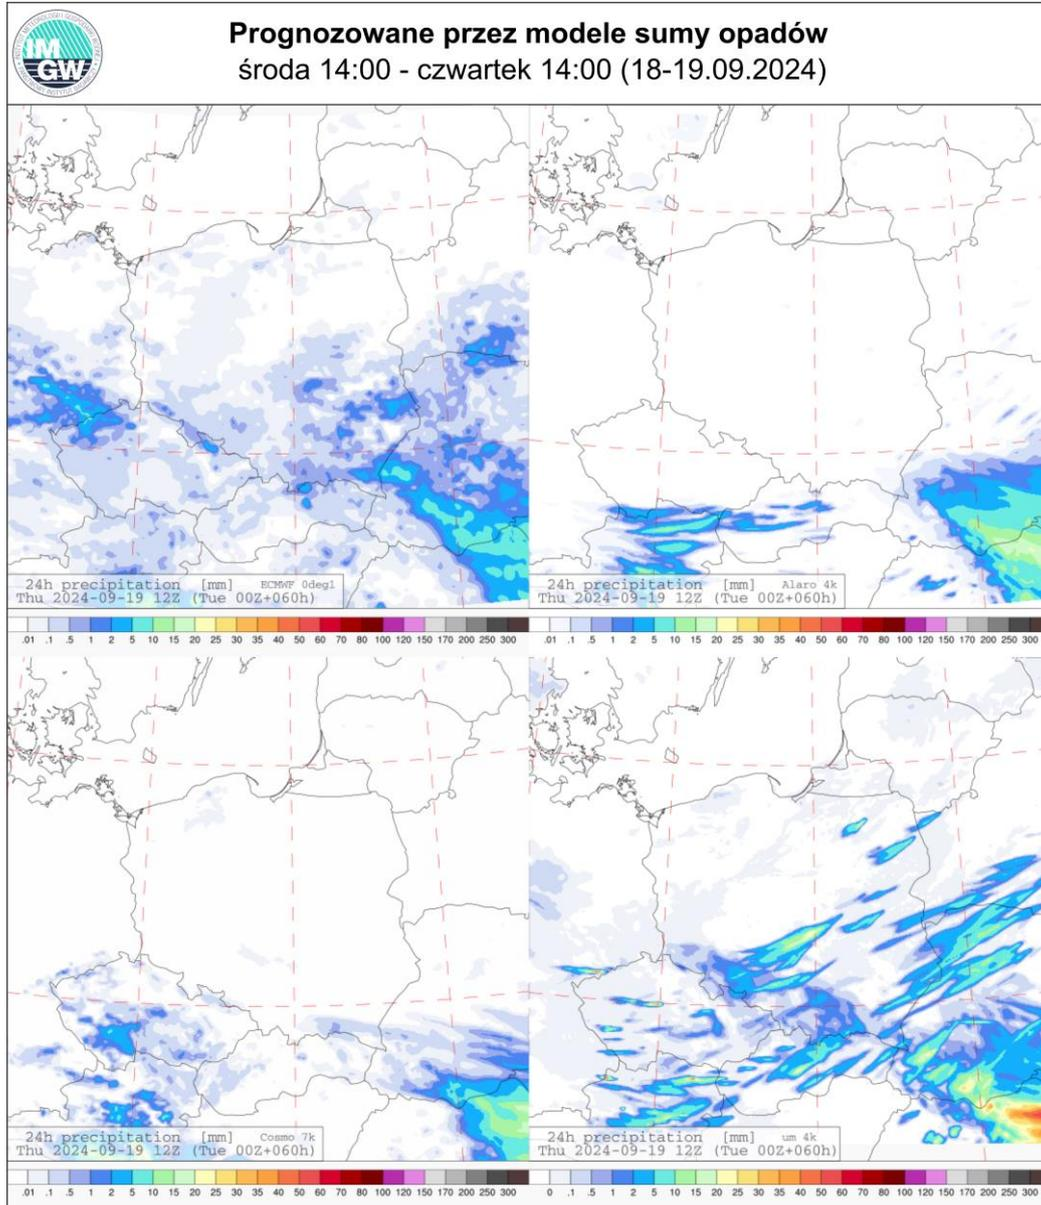 IM
GW
Prognozowane przez modele sumy opadów
środa 14:00 - czwartek 14:00 (18-19.09.2024)
24h precipitation [mm] ECMWF 0deg1
Thu 2024-09-19 12Z (Tue 00Z+060h)
24h precipitation [mm] Alaro 4k
Thu 2024-09-19 12Z (Tue 00Z+060h)
.01 .1 .5 1 2 5 10 15 20 25 30 35 40 50 60 70 80 100 120 150 170 200 250 300
.01 .1 .5 1 2 5 10 15 20 25 30 35 40 50 60 70 80 100 120 150 170 200 250 300
24h precipitation [mm] Cosmo 7k
Thu 2024-09-19 12Z (Tue 00Z+060h)
24h precipitation [mm] um 4k
Thu 2024-09-19 12Z (Tue 00Z+060h)
.01 .1 .5 1 2 5 10 15 20 25 30 35 40 50 60 70 80 100 120 150 170 200 250 300
0 .1 .5 1 2 5 10 15 20 25 30 35 40 50 60 70 80 100 120 150 170 200 250 300